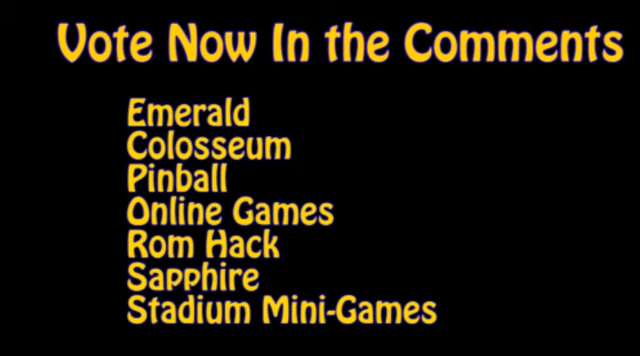 Vote Now In the Comments
Emerald
Colosseum
Pinball
Online Games
Rom Hack
Sapphire
Stadium Mini-Games